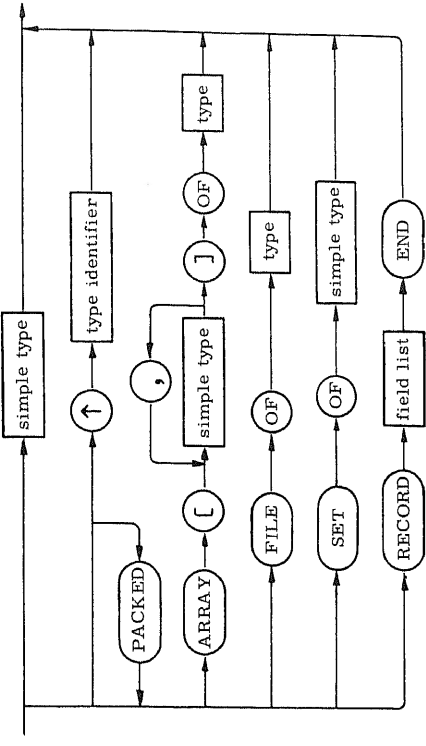 simple type
↑ type identifier
PACKED
,
ARRAY [ simple type ] OF type
FILE OF type
SET OF simple type
RECORD field list END